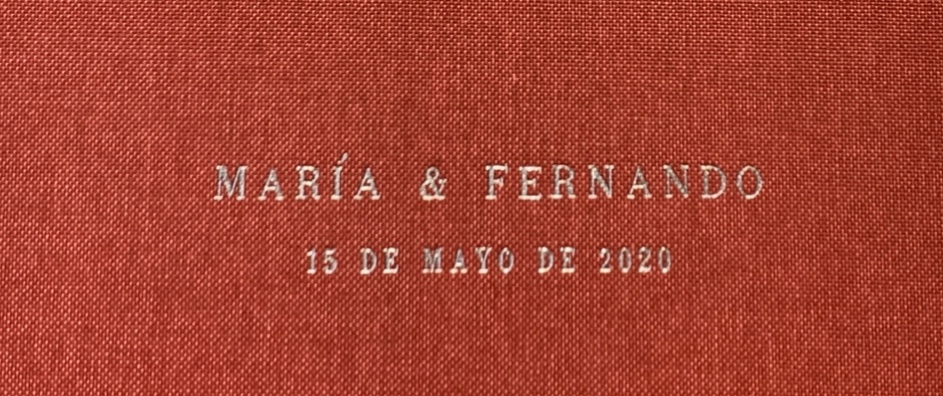 MARÍA & FERNANDO
15 DE MAYO DE 2020